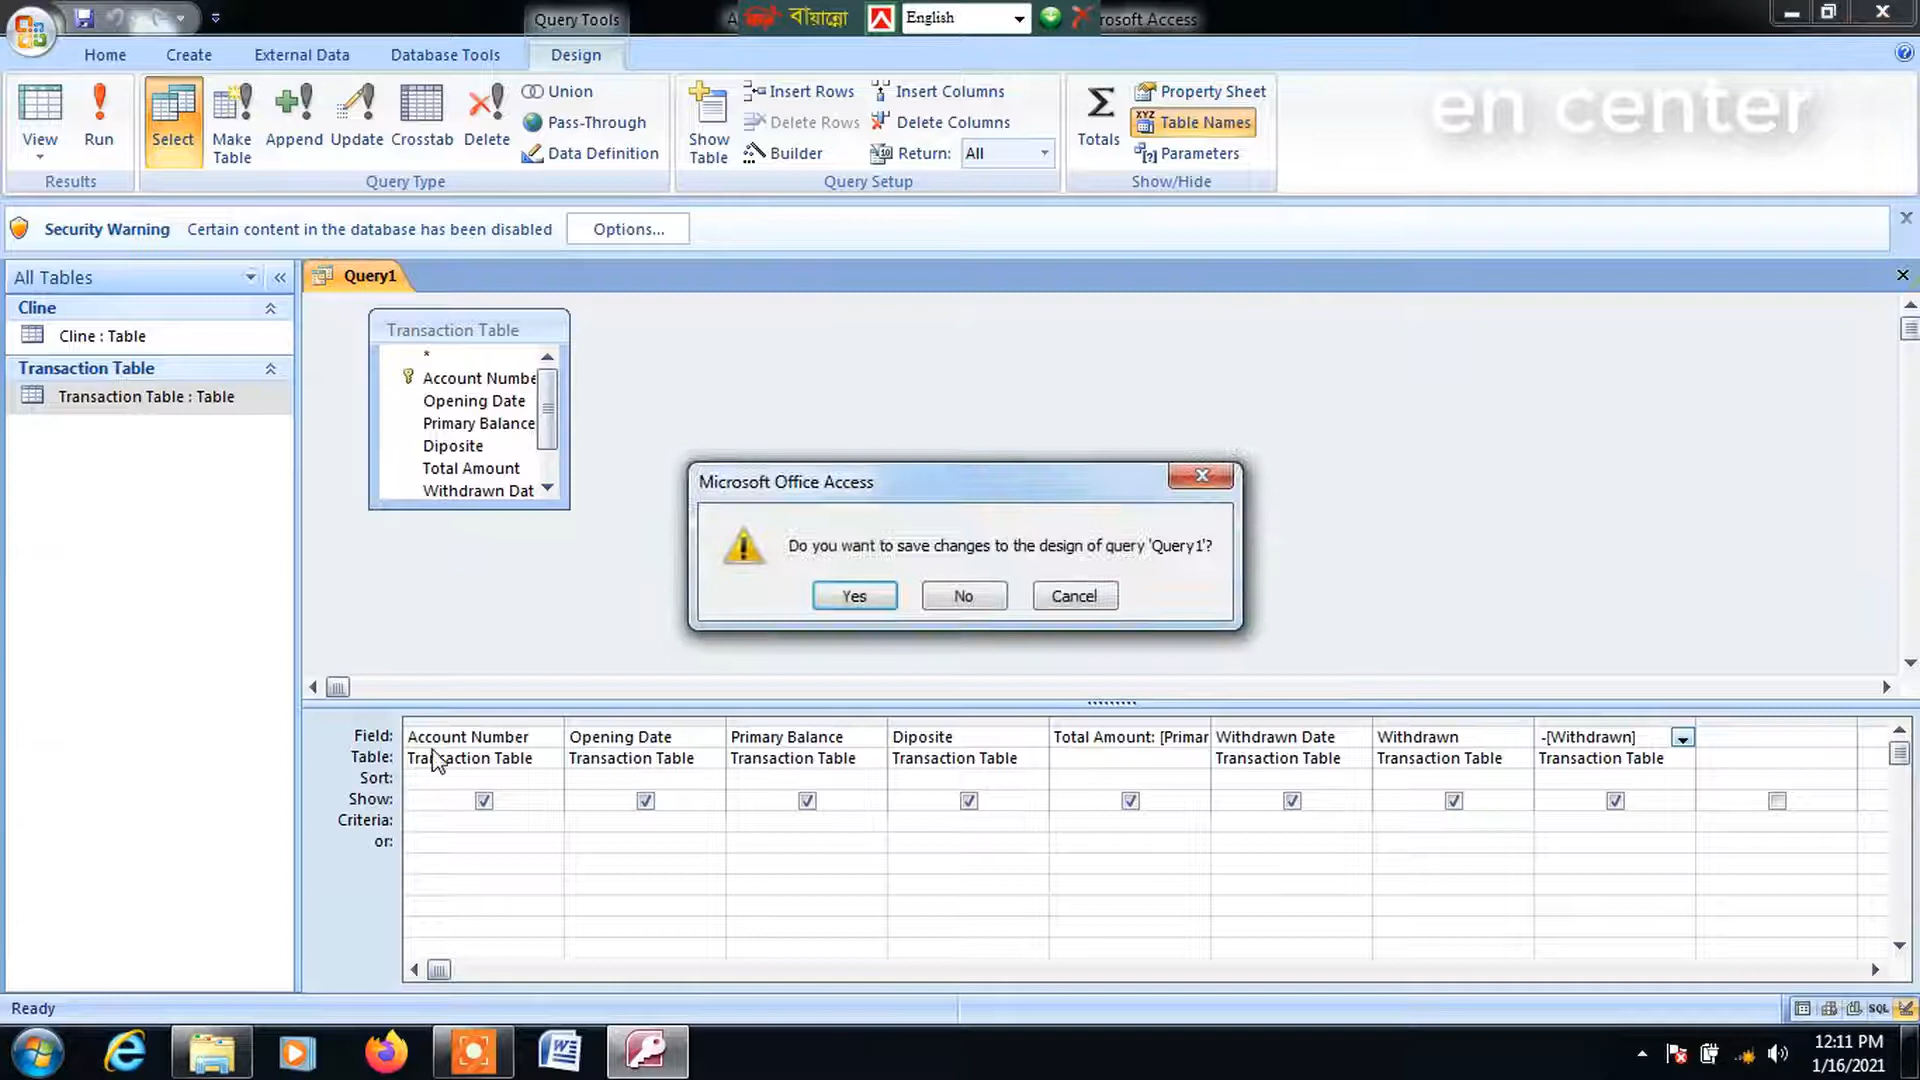 Query Tools
বায়ান্নো
English
rosoft Access
Home
Create
External Data
Database Tools
Design
View
Run
Select
Make Table
Append
Update
Crosstab
Delete
Union
Pass-Through
Data Definition
Show Table
Insert Rows
Delete Rows
Builder
Insert Columns
Delete Columns
Return: All
Totals
Property Sheet
Table Names
Parameters
en center
Results
Query Type
Query Setup
Show/Hide
Security Warning Certain content in the database has been disabled Options...
All Tables
Query1
Cline
Cline : Table
Transaction Table
Transaction Table : Table
Transaction Table
*
Account Numbe
Opening Date
Primary Balance
Diposite
Total Amount
Withdrawn Dat
Microsoft Office Access
Do you want to save changes to the design of query 'Query1'?
Yes No Cancel
Field: Account Number Opening Date Primary Balance Diposite Total Amount: [Primar Withdrawn Date Withdrawn -[Withdrawn]
Table: Transaction Table Transaction Table Transaction Table Transaction Table Transaction Table Transaction Table Transaction Table
Sort:
Show:
Criteria:
or:
Ready
SQL
12:11 PM
1/16/2021